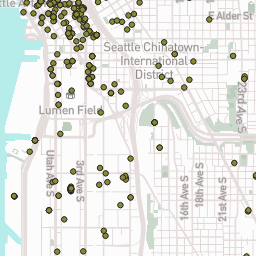 E Alder St
Seattle Chinatown-
International
District
Lumen Field
23rd Ave S
Utah Ave S
3rd Ave S
16th Ave S
18th Ave S
21st Ave S